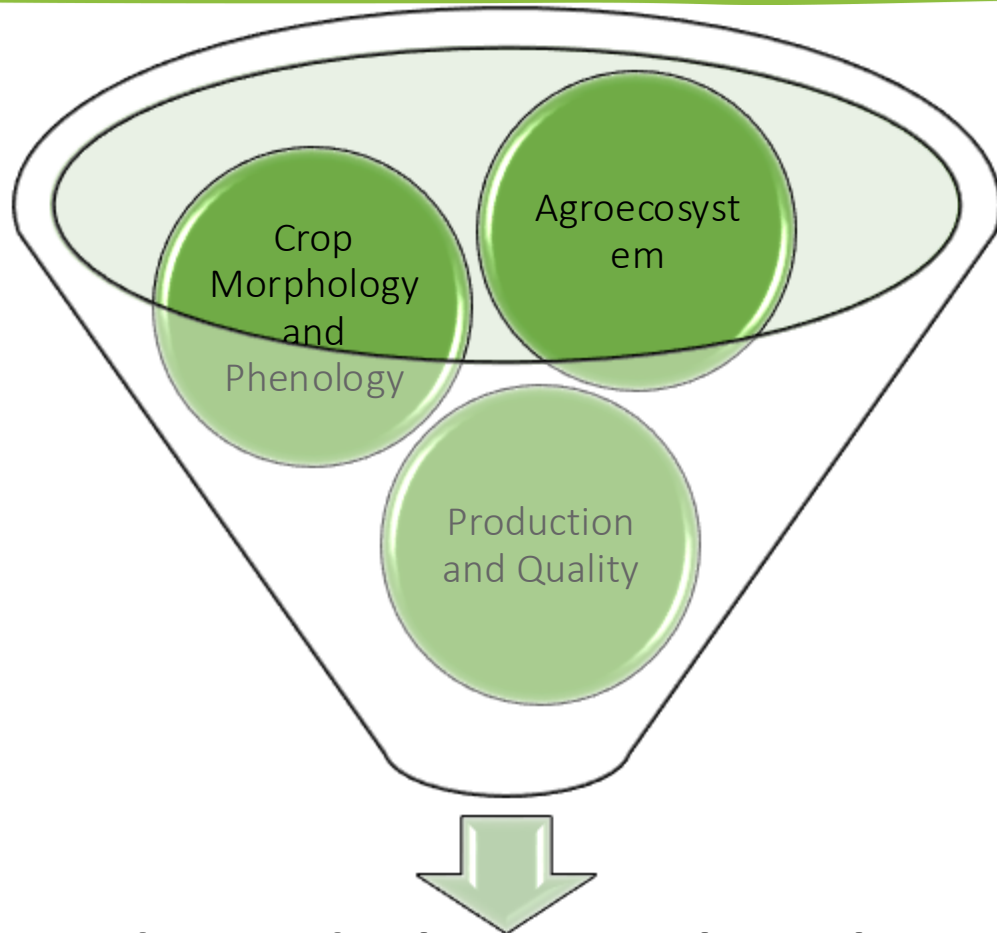 Crop
Morphology
and
Phenology
Agroecosyst
em
Production
and Quality